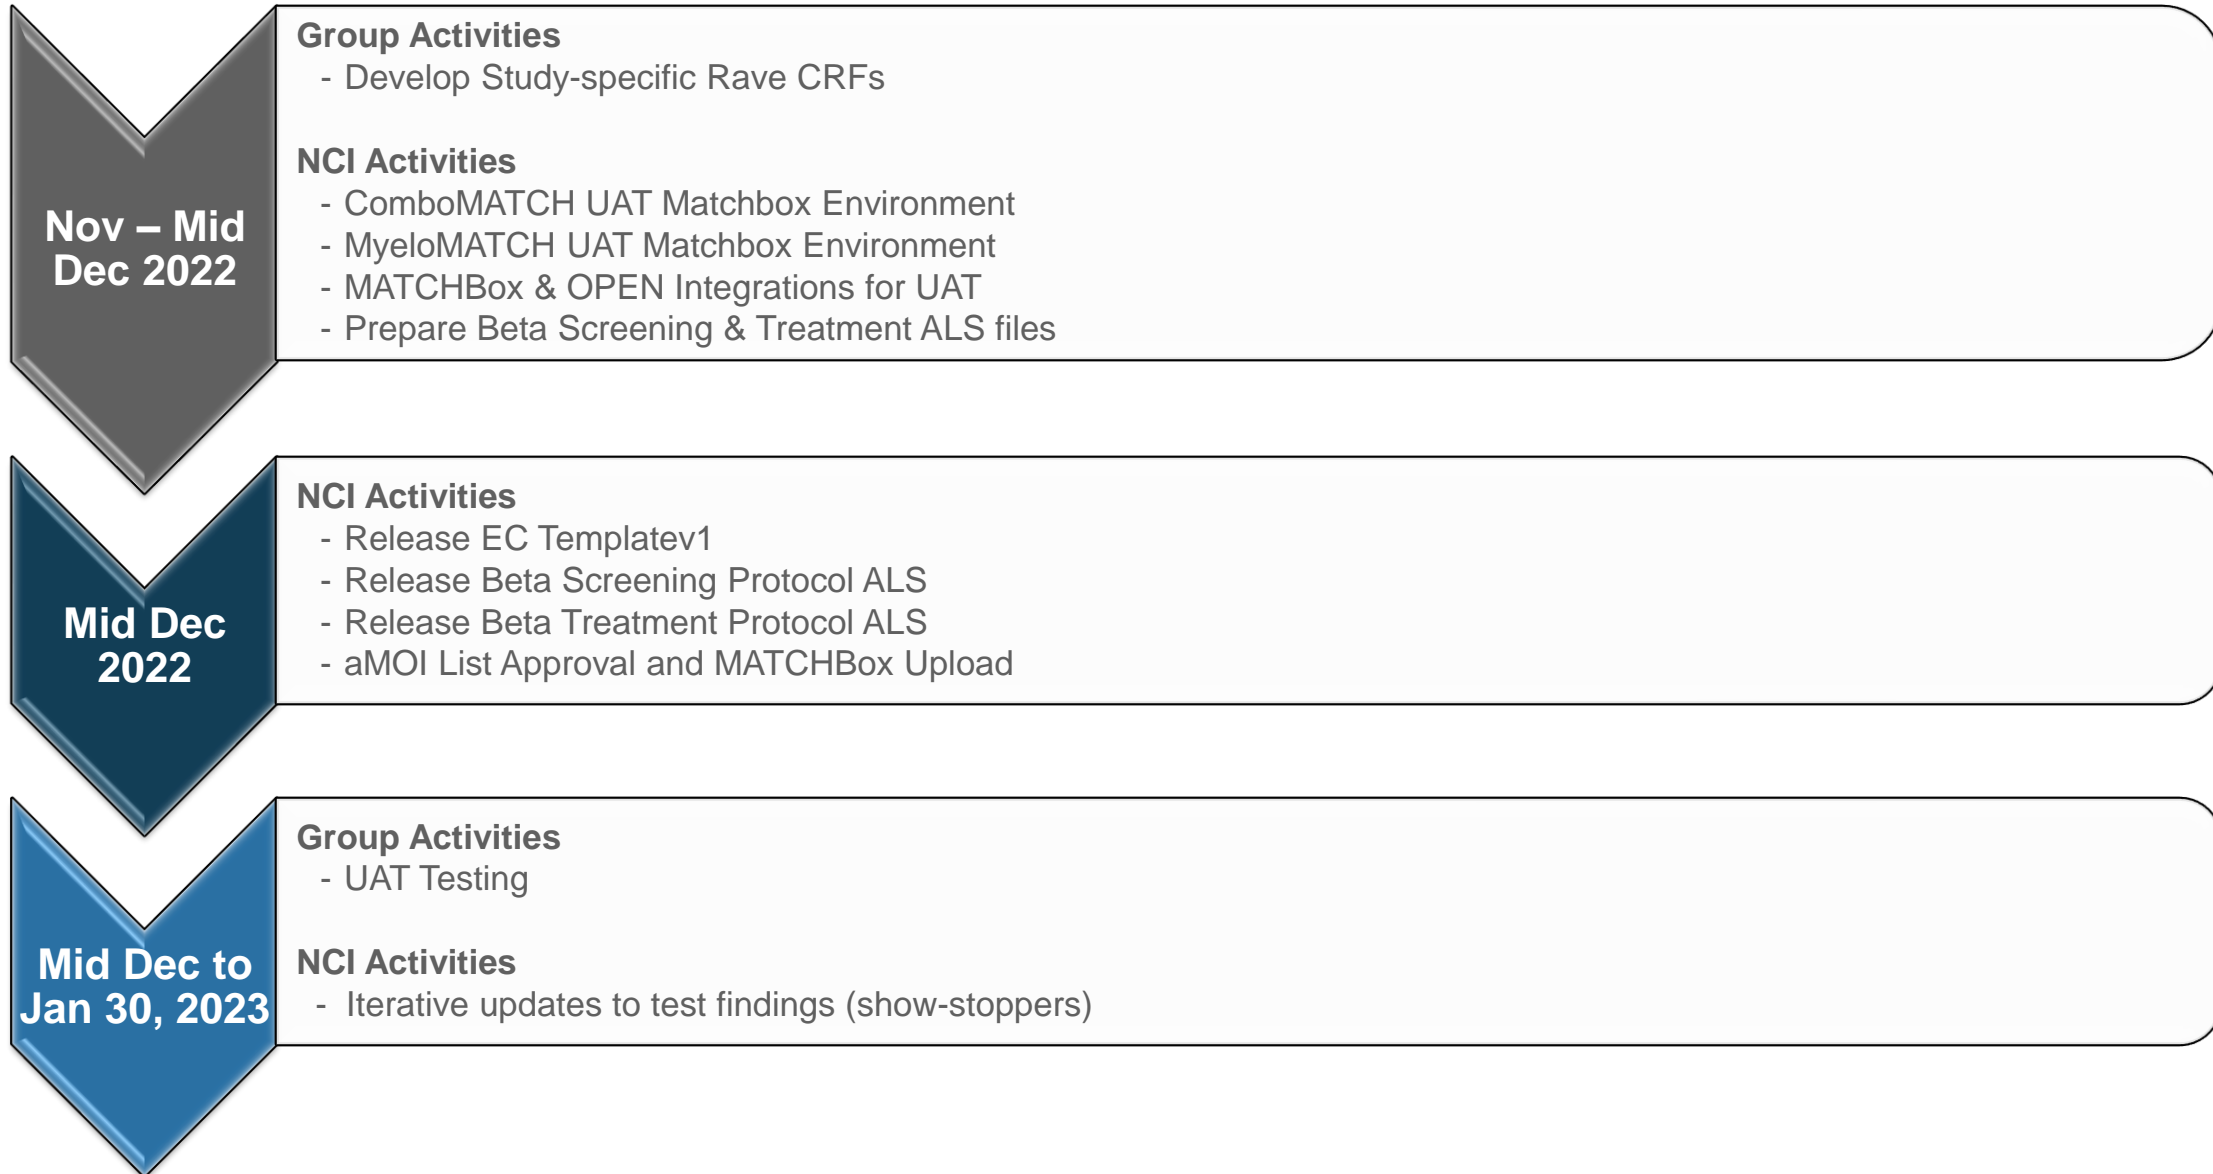 Nov – Mid
Dec 2022
Group Activities
- Develop Study-specific Rave CRFs
NCI Activities
- ComboMATCH UAT Matchbox Environment
- MyeloMATCH UAT Matchbox Environment
- MATCHBox & OPEN Integrations for UAT
- Prepare Beta Screening & Treatment ALS files
Mid Dec
2022
NCI Activities
- Release EC Templatev1
- Release Beta Screening Protocol ALS
- Release Beta Treatment Protocol ALS
- aMOI List Approval and MATCHBox Upload
Mid Dec to
Jan 30, 2023
Group Activities
- UAT Testing
NCI Activities
- Iterative updates to test findings (show-stoppers)